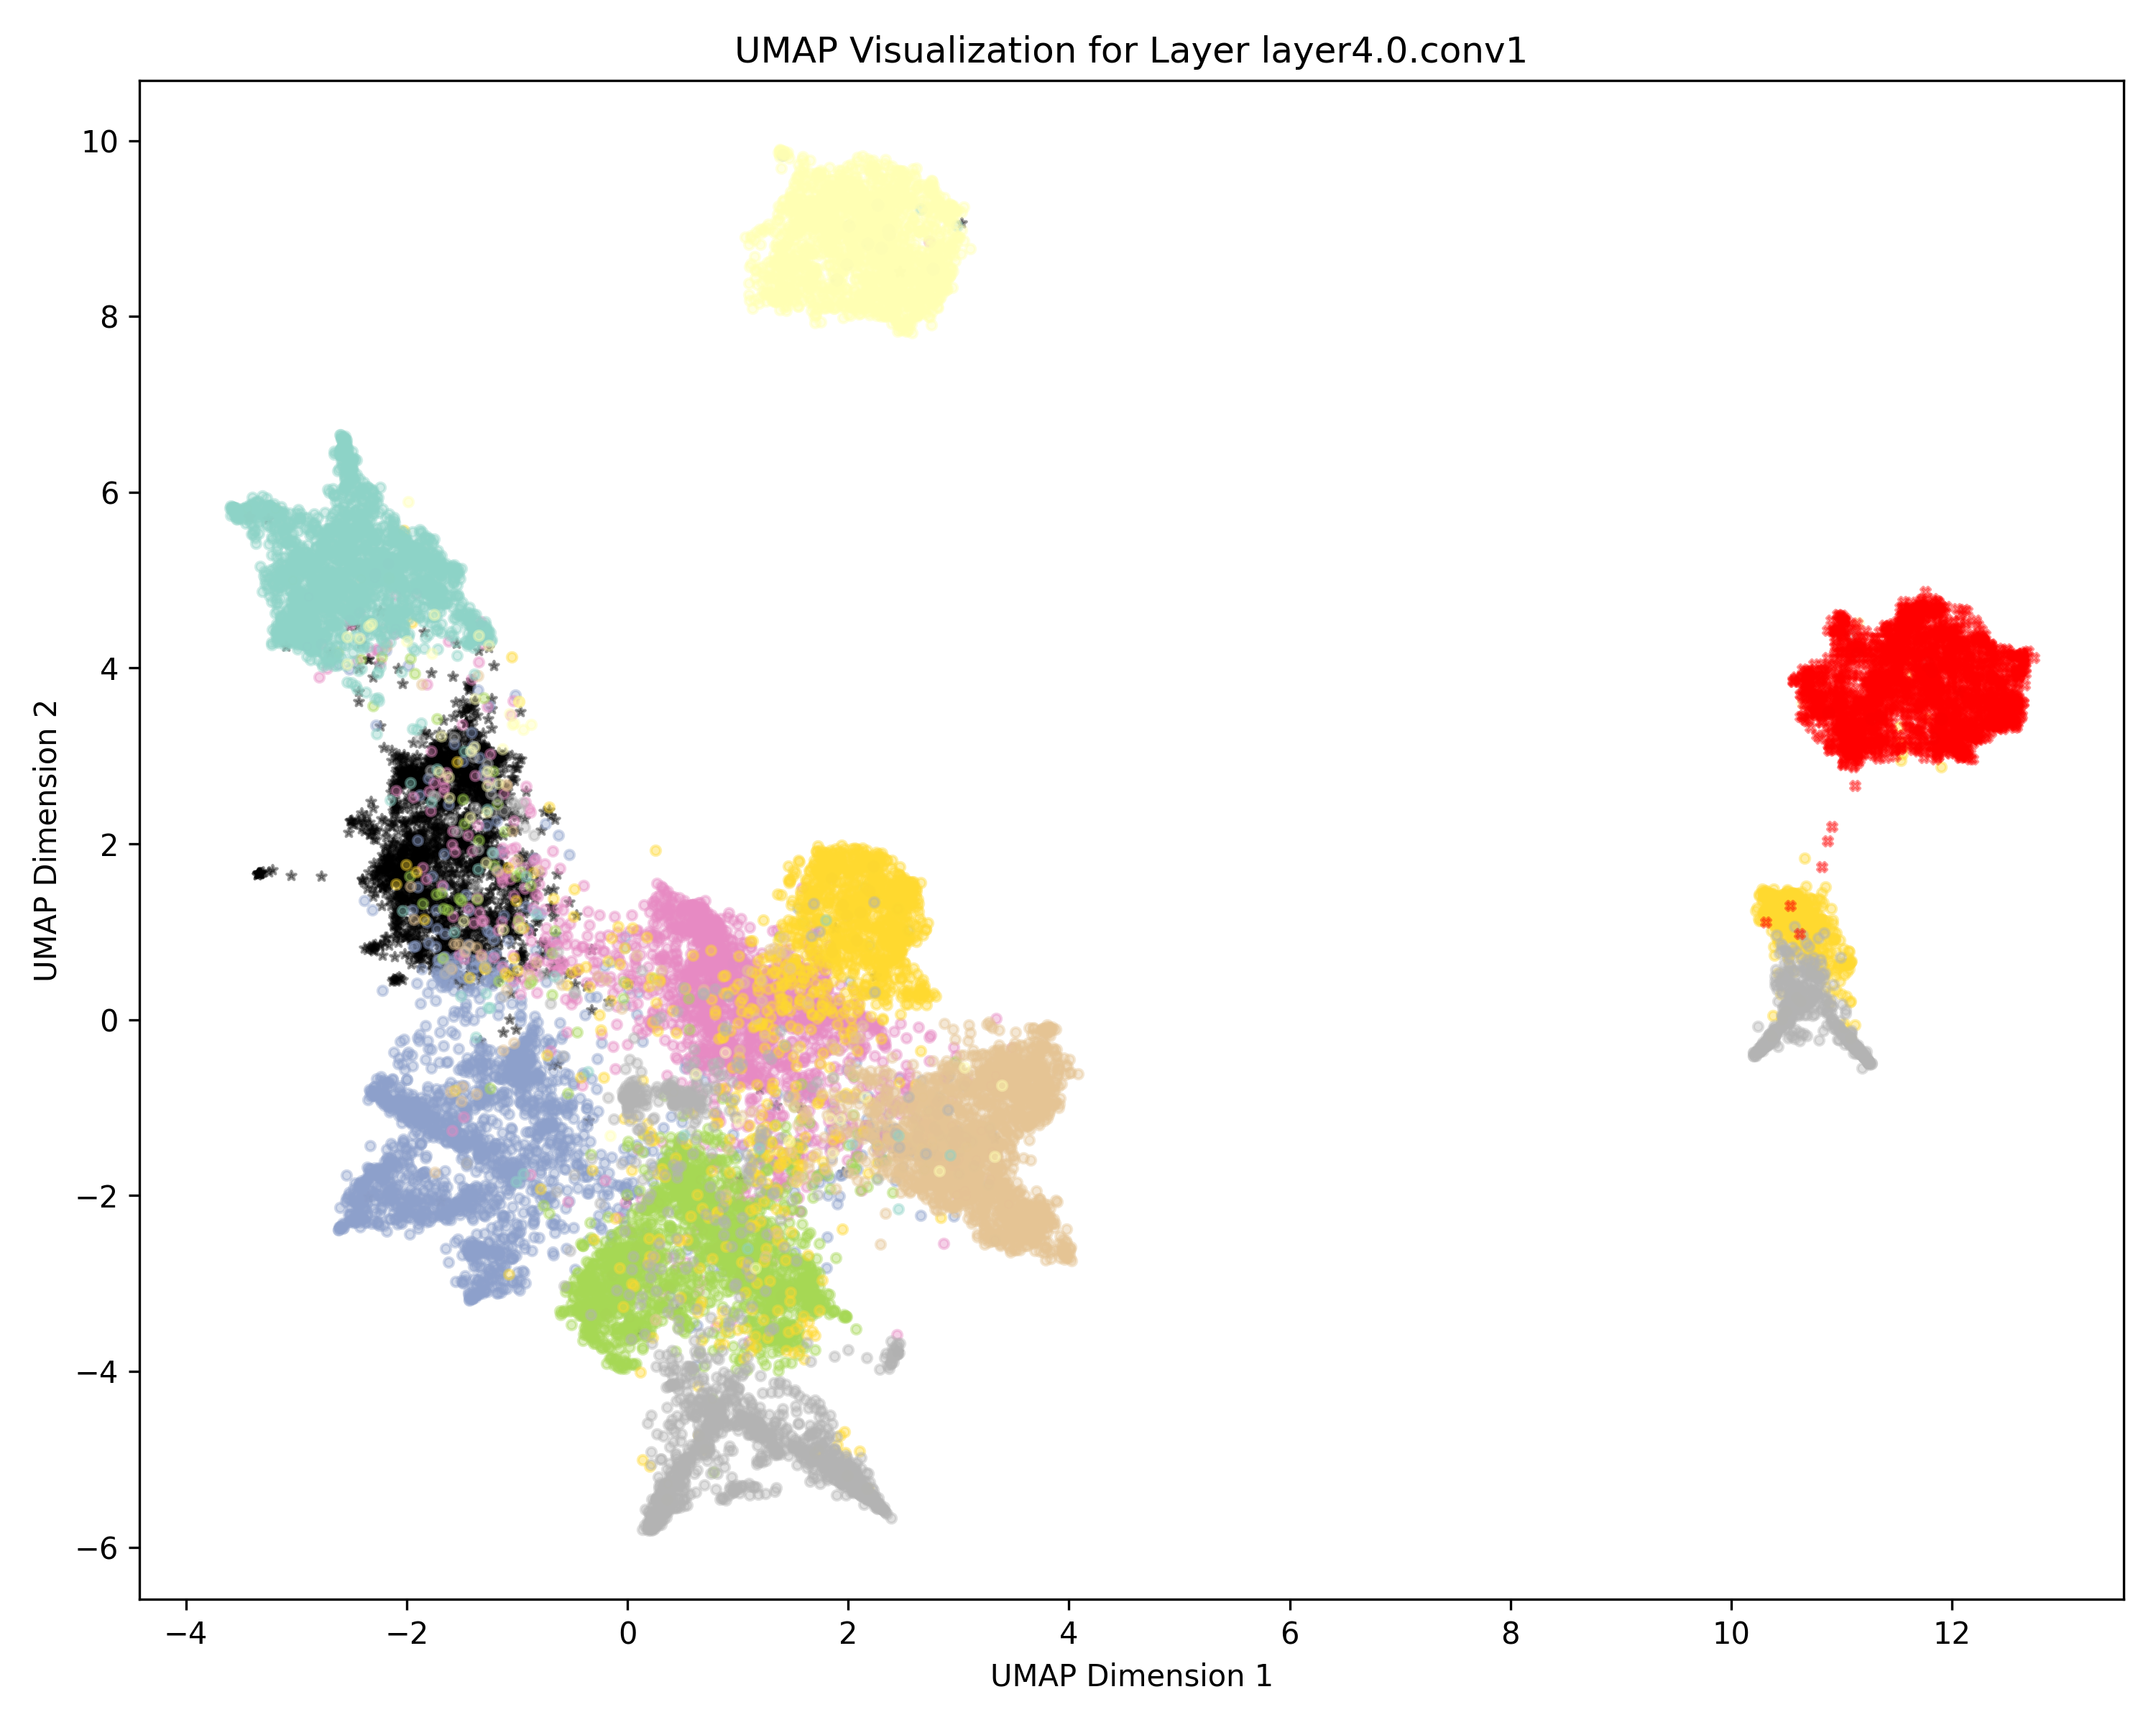 UMAP Visualization for Layer layer4.0.conv1
10
8
6
4
2
0
−2
−4
−6
UMAP Dimension 2
−4 −2 0 2 4 6 8 10 12
UMAP Dimension 1